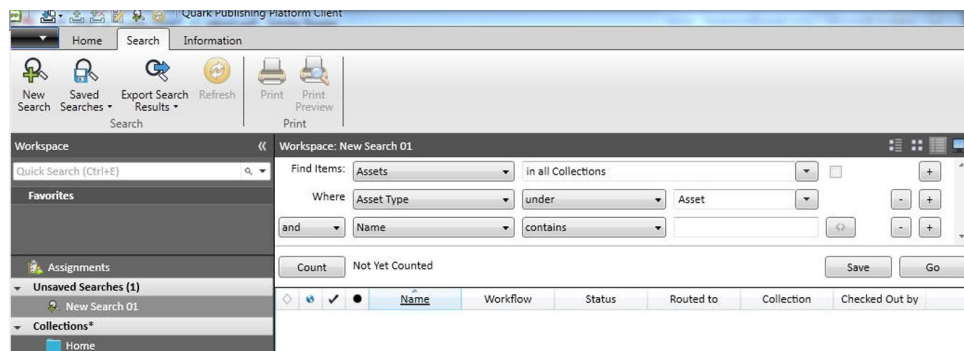 Quark Publishing Platform Client
Home Search Information
New Search Saved Searches Export Search Results Refresh Print Print Preview
Search Print
Workspace Workspace: New Search 01
Quick Search (Ctrl+E) Find Items: Assets in all Collections +
Favorites Where Asset Type under Asset - +
and Name contains <> - +
Assignments Count Not Yet Counted Save Go
Unsaved Searches (1)
New Search 01 Name Workflow Status Routed to Collection Checked Out by
Collections*
Home